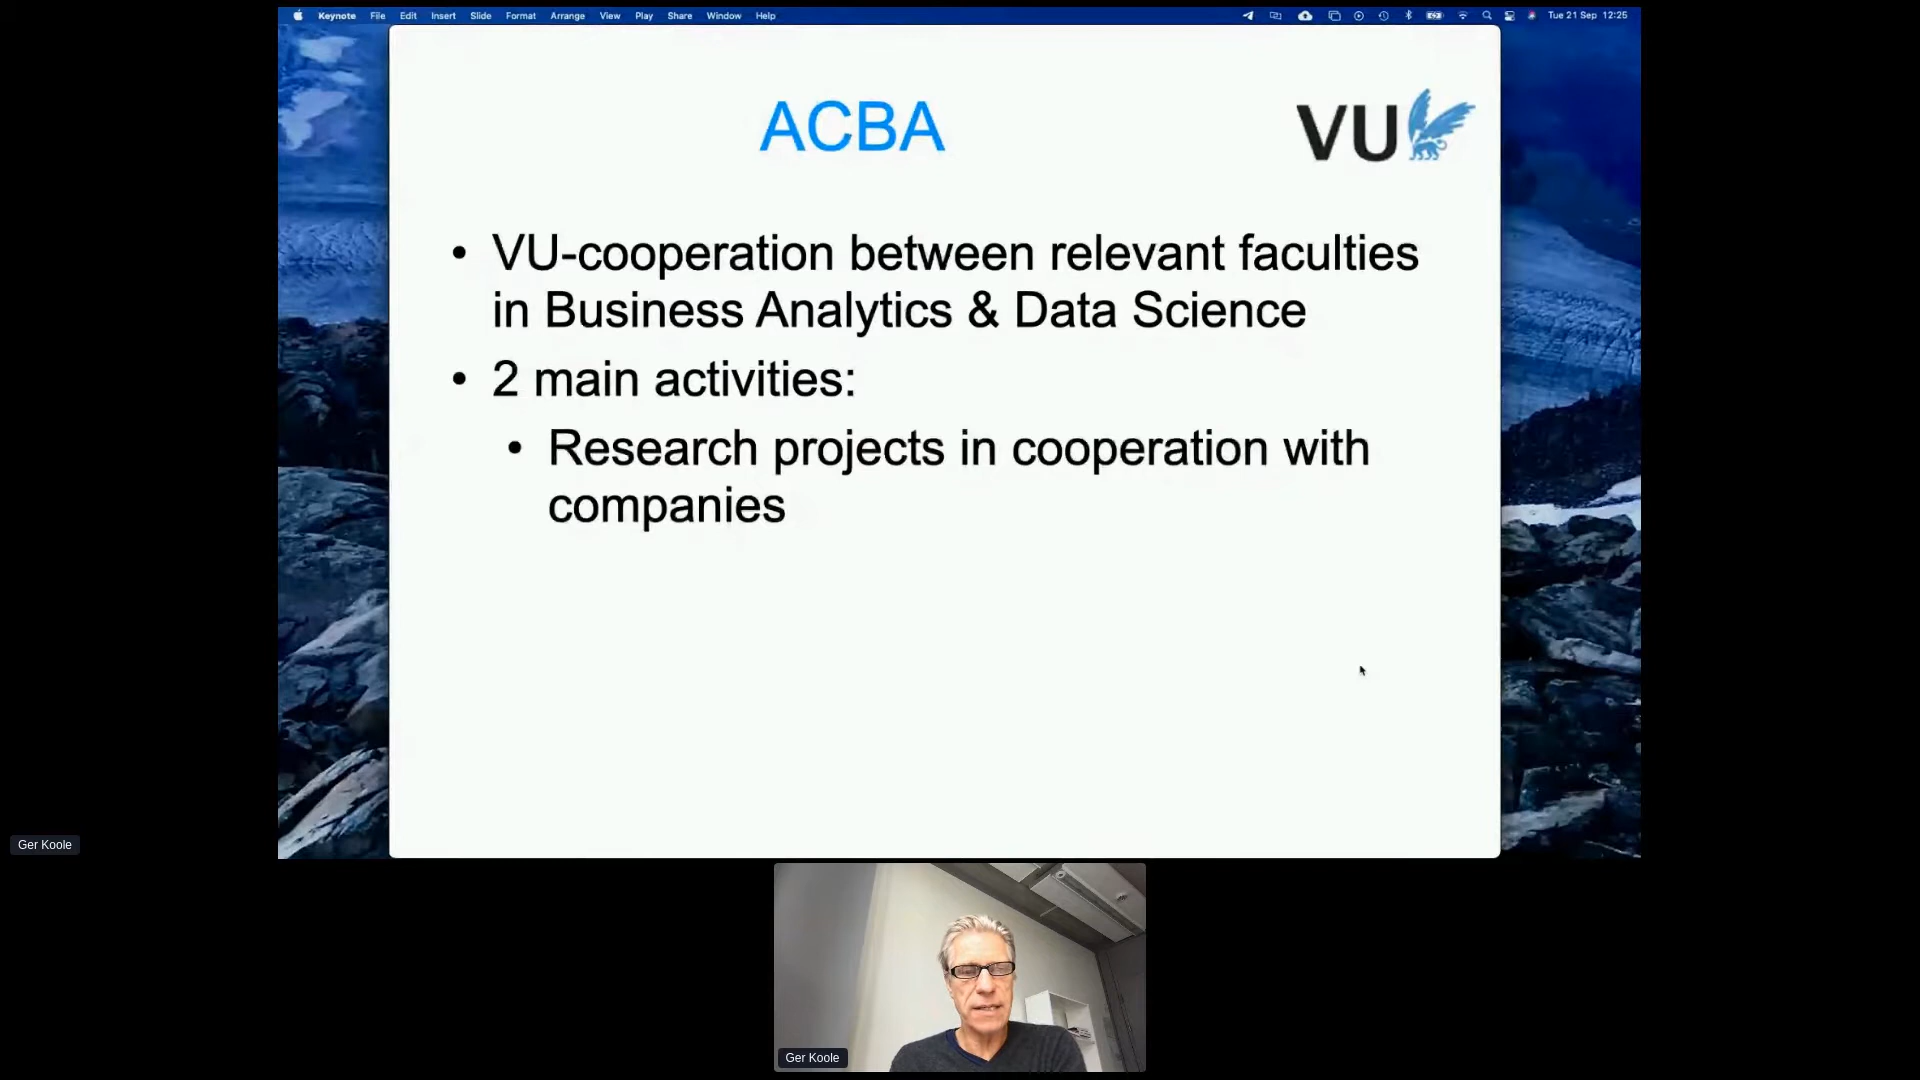 Keynote File Edit Insert Slide Format Arrange View Play Share Window Help Tue 21 Sep 12:25
ACBA
VU
• VU-cooperation between relevant faculties
in Business Analytics & Data Science
• 2 main activities:
• Research projects in cooperation with
companies
Ger Koole
Ger Koole